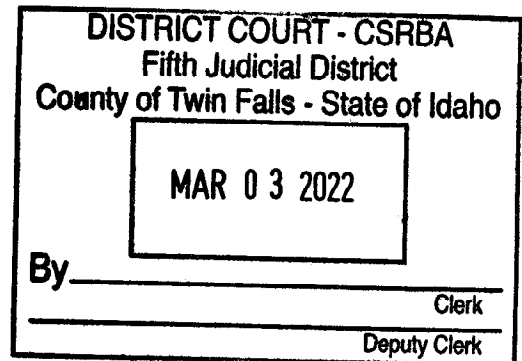 DISTRICT COURT - CSRBA
Fifth Judicial District
County of Twin Falls - State of Idaho
MAR 03 2022
By
Clerk
Deputy Clerk